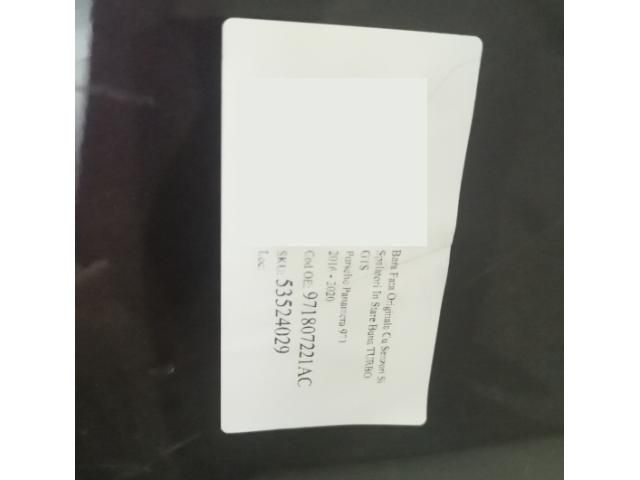 Bara Fata Originala Cu Senzori Si
Spalatori In Stare Buna TURBO
GTS
Porsche Panamera 971
2016 - 2020
Cod OE: 971807221AC
SKU: 53524029
Loc: